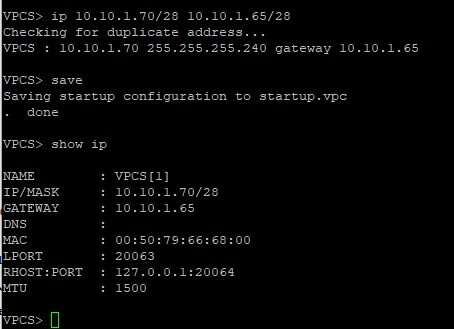 VPCS> ip 10.10.1.70/28 10.10.1.65/28
Checking for duplicate address...
VPCS : 10.10.1.70 255.255.255.240 gateway 10.10.1.65
VPCS> save
Saving startup configuration to startup.vpc
.  done
VPCS> show ip
NAME        : VPCS[1]
IP/MASK     : 10.10.1.70/28
GATEWAY     : 10.10.1.65
DNS         :
MAC         : 00:50:79:66:68:00
LPORT       : 20063
RHOST:PORT  : 127.0.0.1:20064
MTU         : 1500
VPCS>